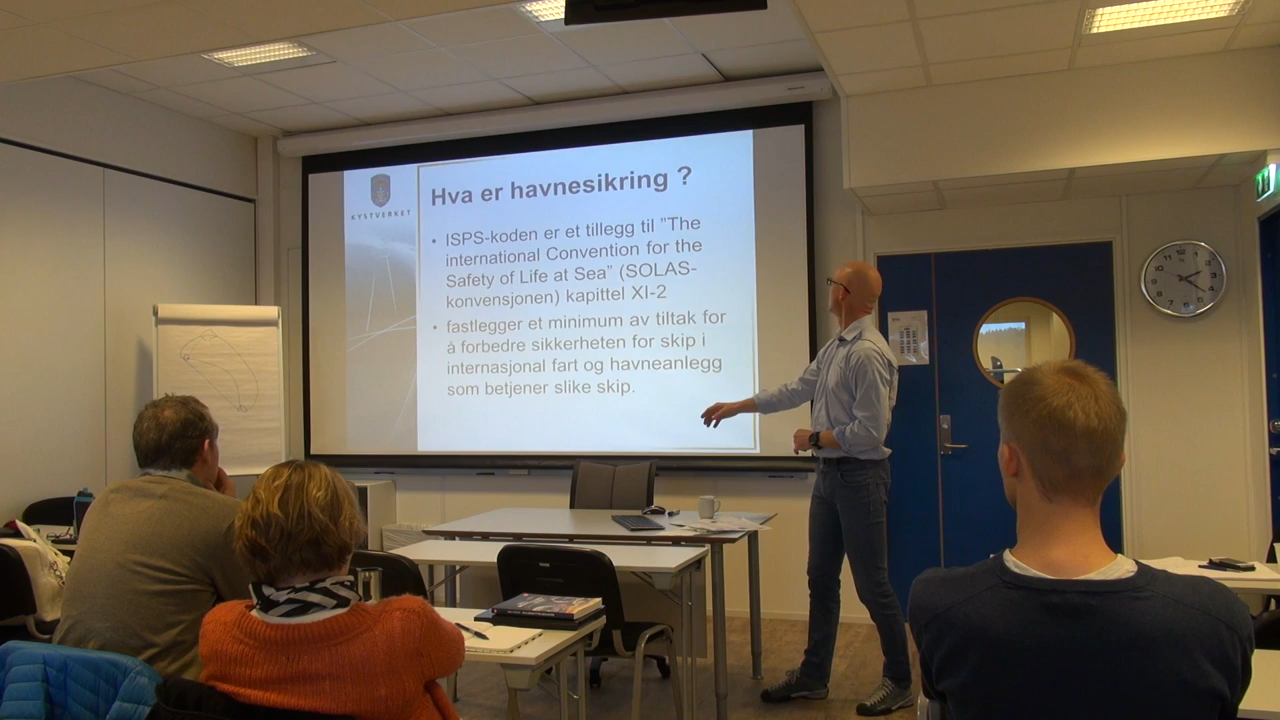 KYSTVERKET
Hva er havnesikring ?
• ISPS-koden er et tillegg til ”The
international Convention for the
Safety of Life at Sea” (SOLAS-
konvensjonen) kapittel XI-2
• fastlegger et minimum av tiltak for
å forbedre sikkerheten for skip i
internasjonal fart og havneanlegg
som betjener slike skip.